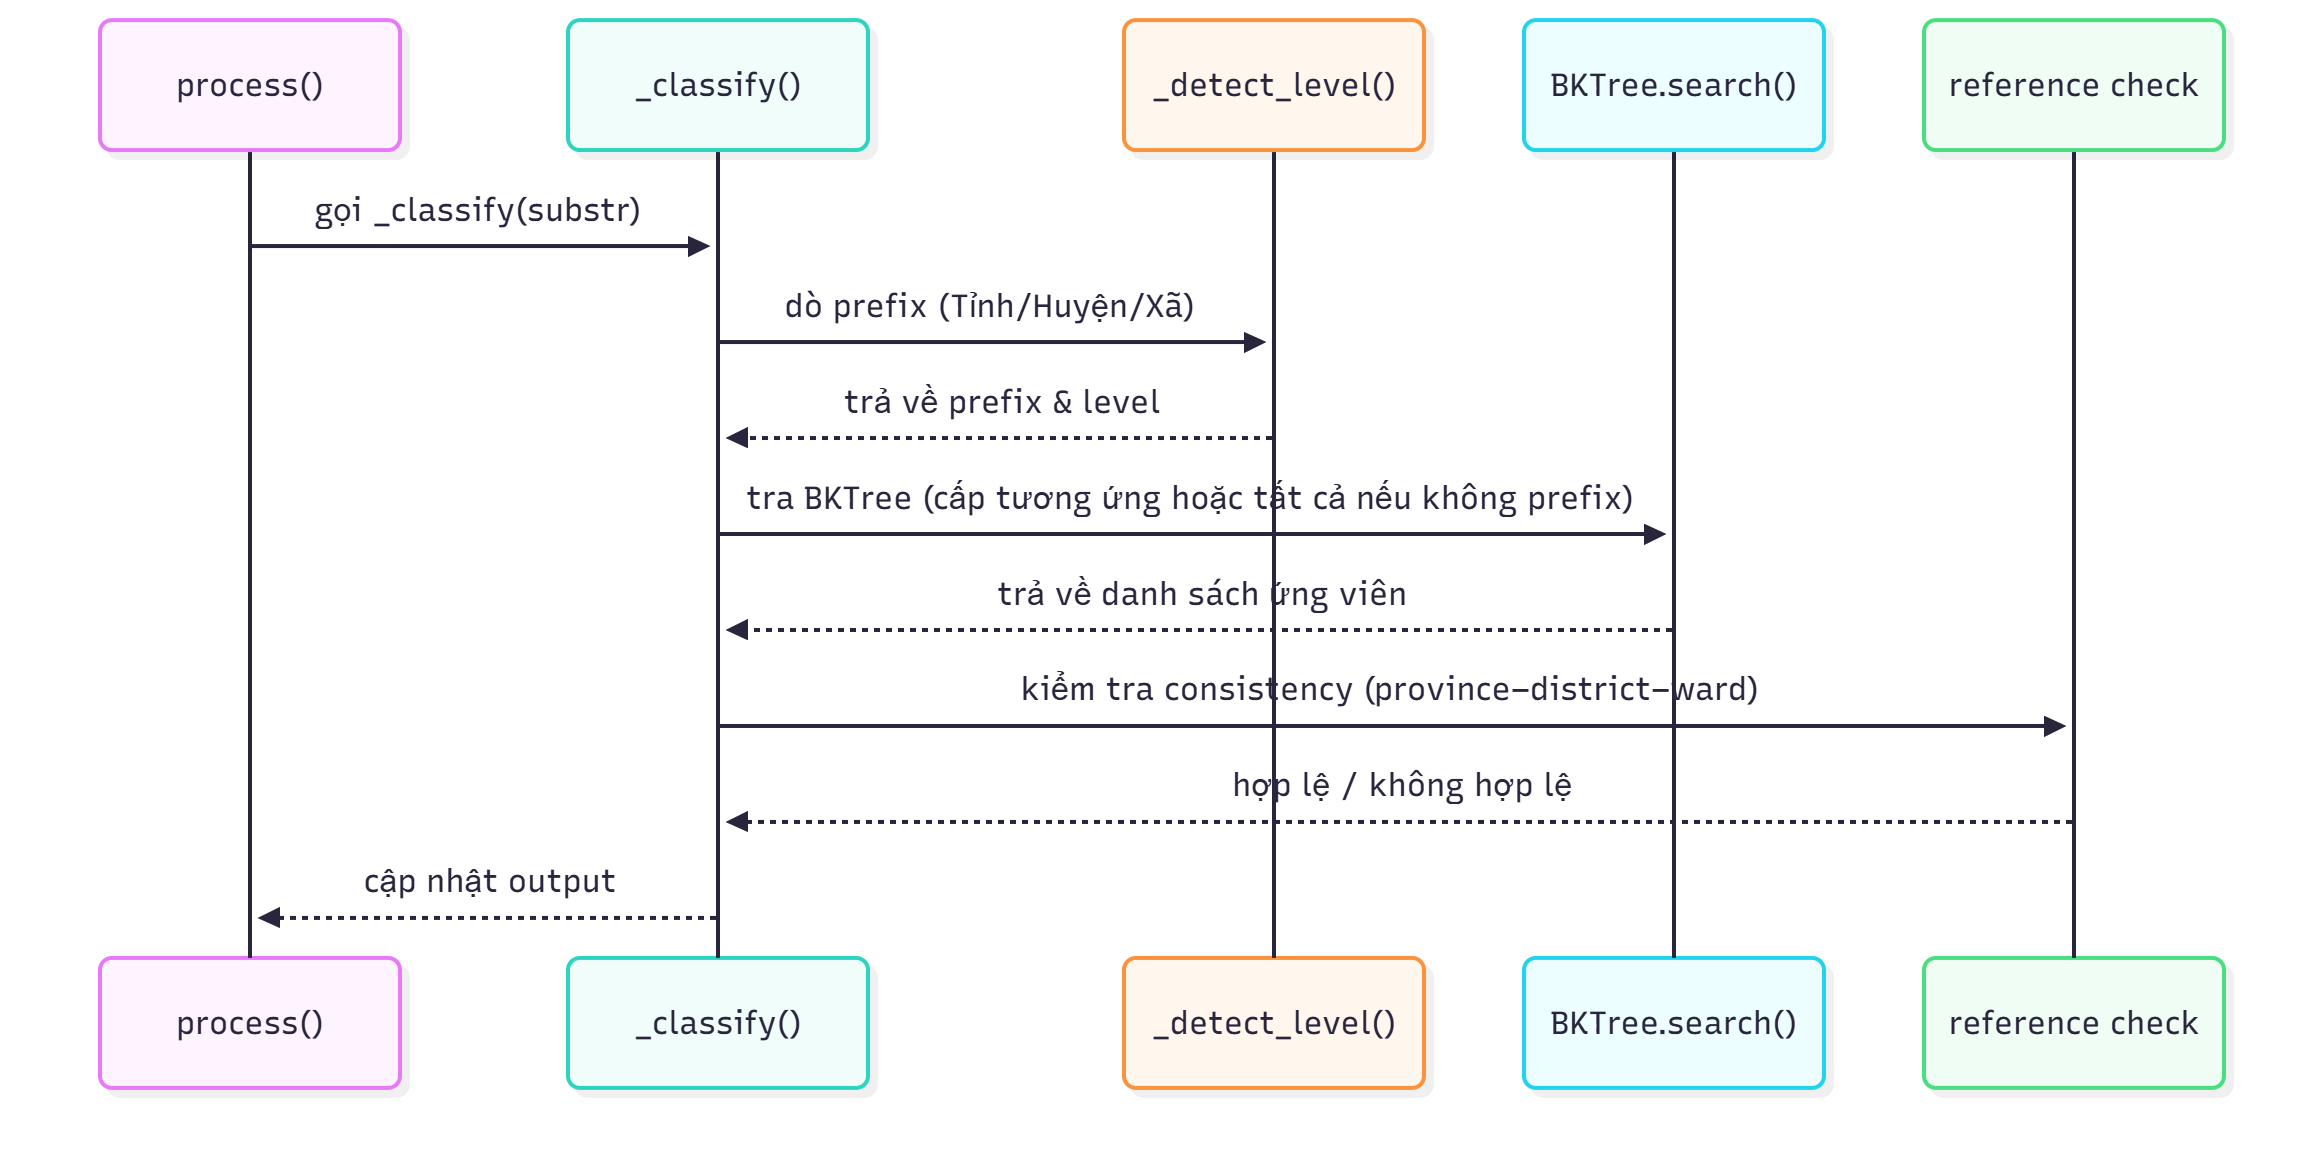 process()
_classify()
_detect_level()
BKTree.search()
reference check
gọi _classify(substr)
dò prefix (Tỉnh/Huyện/Xã)
trả về prefix & level
tra BKTree (cấp tương ứng hoặc tất cả nếu không prefix)
trả về danh sách ứng viên
kiểm tra consistency (province–district–ward)
hợp lệ / không hợp lệ
cập nhật output
process()
_classify()
_detect_level()
BKTree.search()
reference check